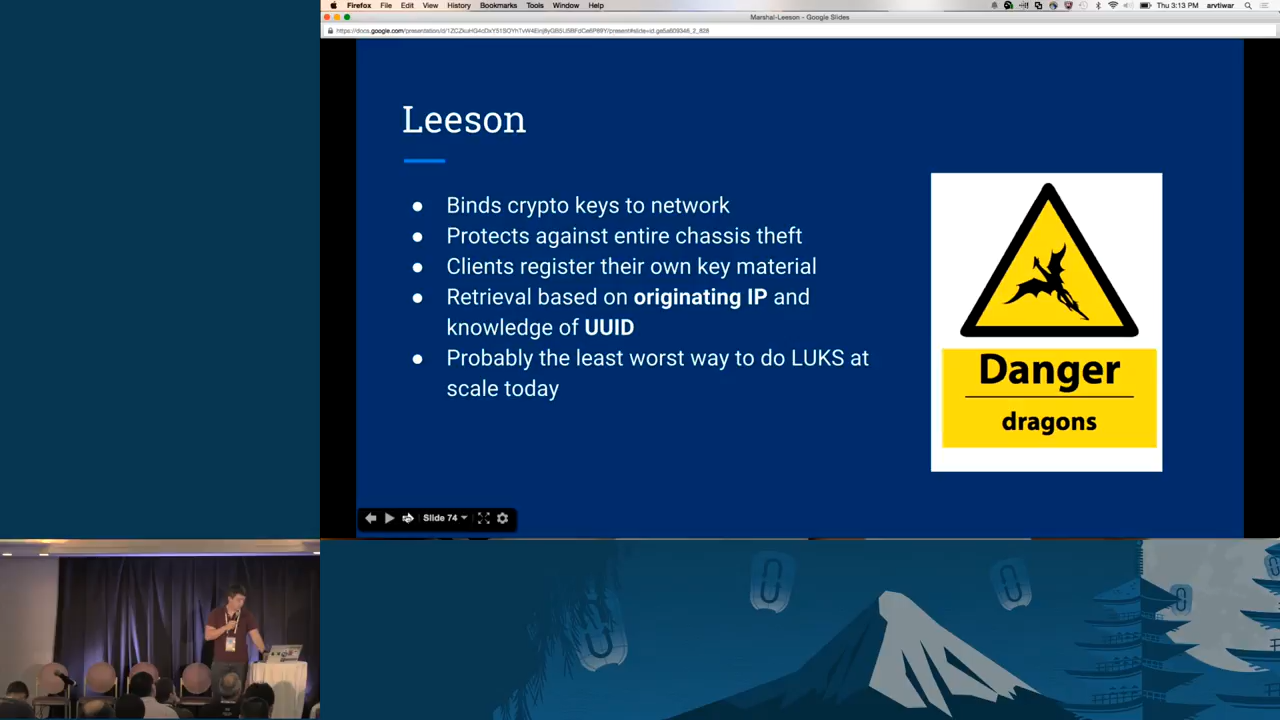 Firefox File Edit View History Bookmarks Tools Window Help
Thu 3:13 PM arvtiwar
Marshal-Leeson - Google Slides
Leeson
Binds crypto keys to network
Protects against entire chassis theft
Clients register their own key material
Retrieval based on originating IP and
knowledge of UUID
Probably the least worst way to do LUKS at
scale today
Danger
dragons
Slide 74